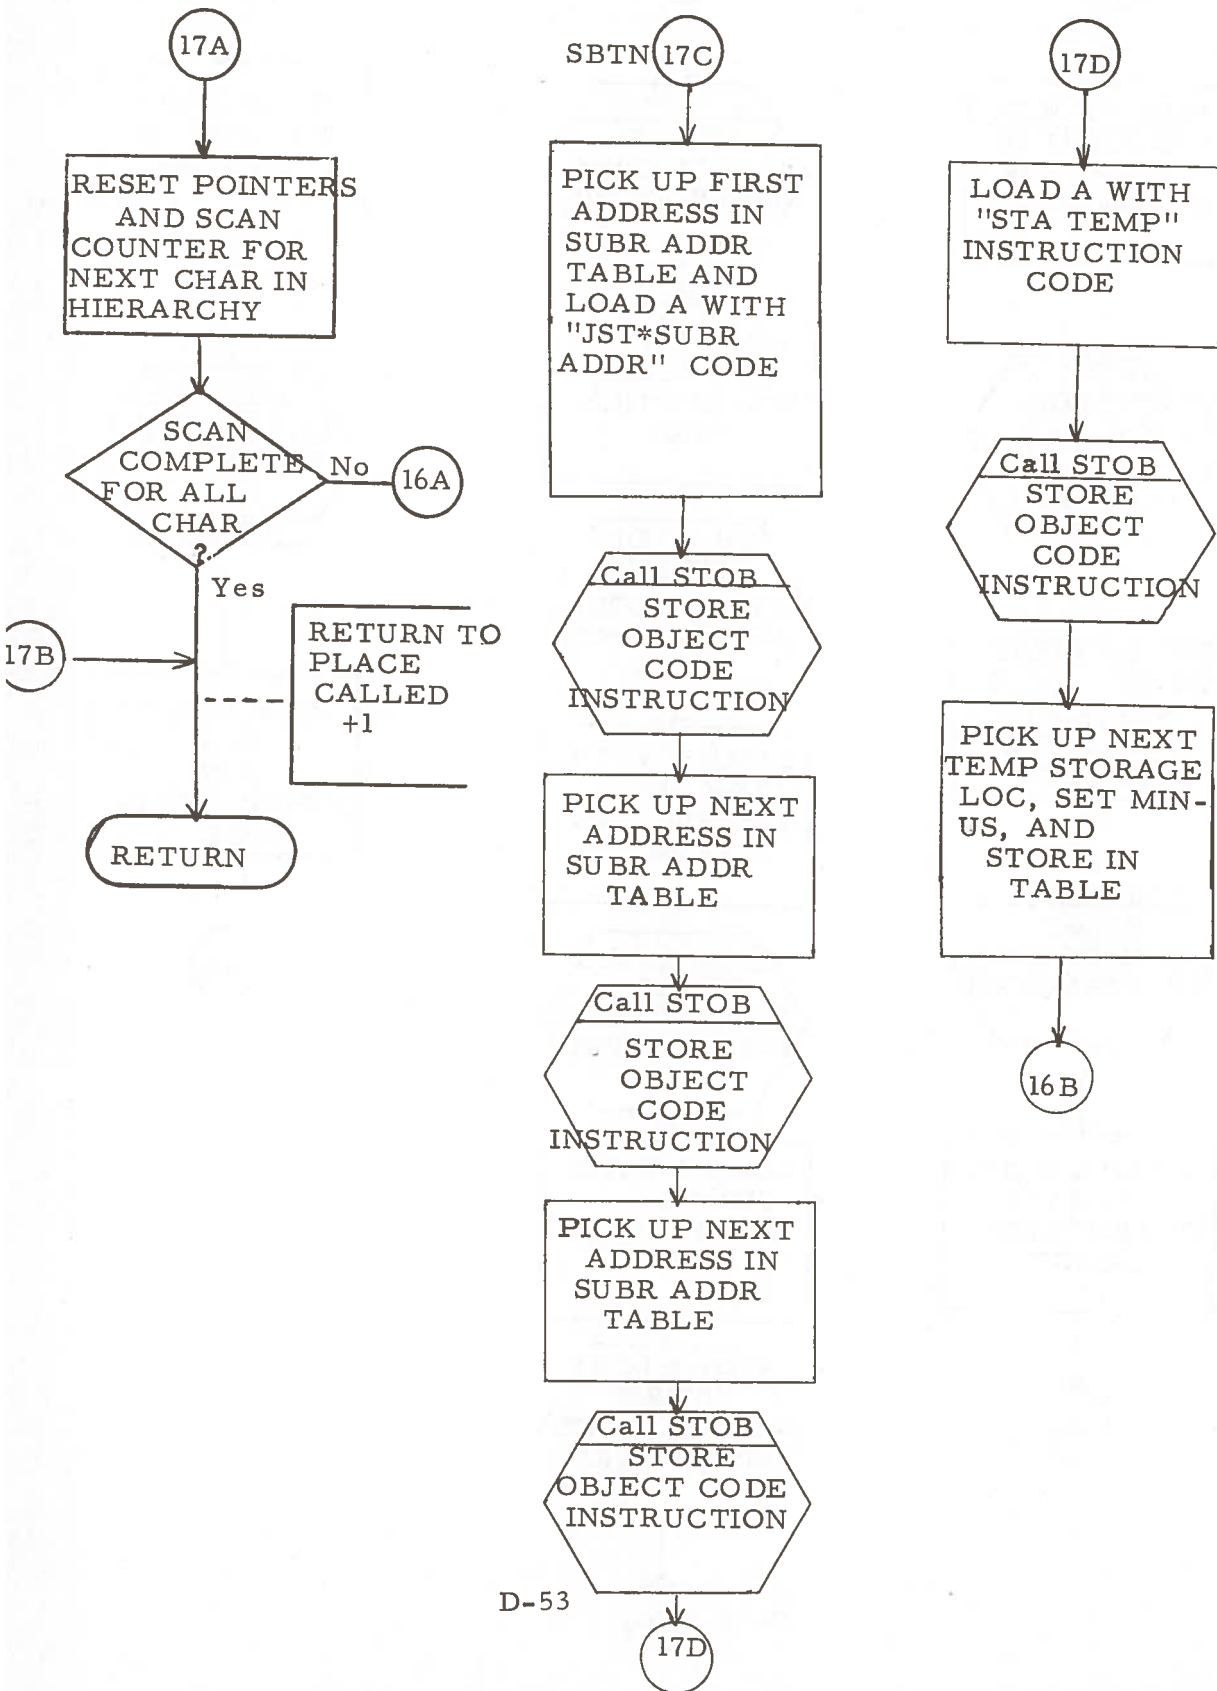 17A
RESET POINTERS
AND SCAN
COUNTER FOR
NEXT CHAR IN
HIERARCHY
SCAN
COMPLETE
FOR ALL
CHAR
?
No
16A
Yes
17B
RETURN TO
PLACE
CALLED
+1
RETURN
SBTN 17C
PICK UP FIRST
ADDRESS IN
SUBR ADDR
TABLE AND
LOAD A WITH
"JST*SUBR
ADDR" CODE
Call STOB
STORE
OBJECT
CODE
INSTRUCTION
PICK UP NEXT
ADDRESS IN
SUBR ADDR
TABLE
Call STOB
STORE
OBJECT
CODE
INSTRUCTION
PICK UP NEXT
ADDRESS IN
SUBR ADDR
TABLE
Call STOB
STORE
OBJECT CODE
INSTRUCTION
17D
17D
LOAD A WITH
"STA TEMP"
INSTRUCTION
CODE
Call STOB
STORE
OBJECT
CODE
INSTRUCTION
PICK UP NEXT
TEMP STORAGE
LOC, SET MIN-
US, AND
STORE IN
TABLE
16B
D-53